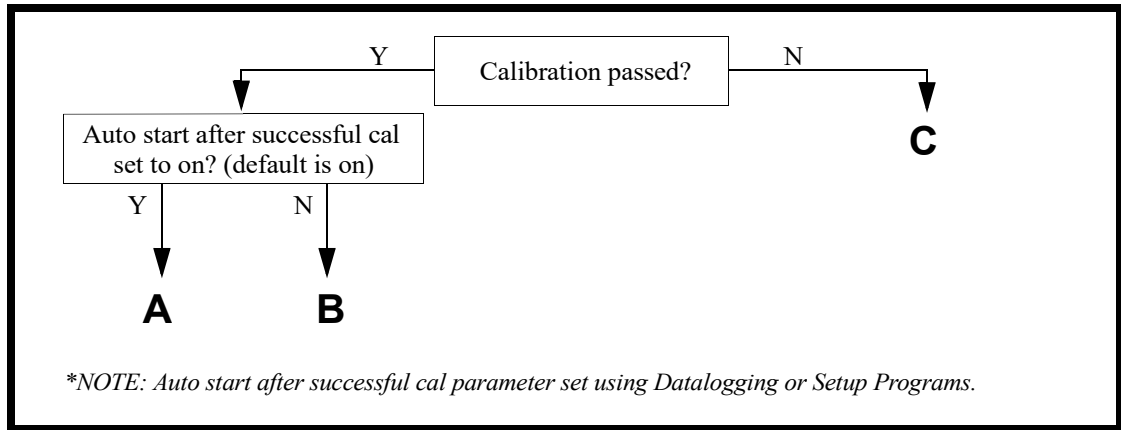 Y
Calibration passed?
N
Auto start after successful cal
set to on? (default is on)
C
Y
N
A
B
*NOTE: Auto start after successful cal parameter set using Datalogging or Setup Programs.